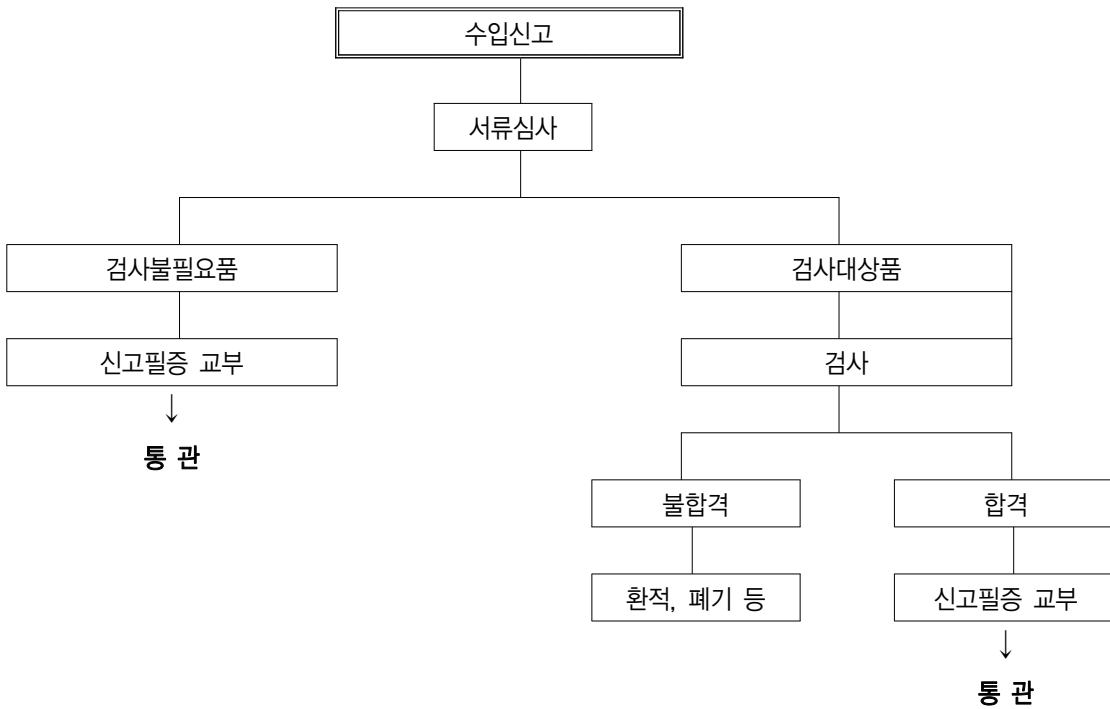 수입신고
서류심사
검사불필요품
검사대상품
신고필증 교부
검사
통 관
불합격
합격
환적, 폐기 등
신고필증 교부
통 관